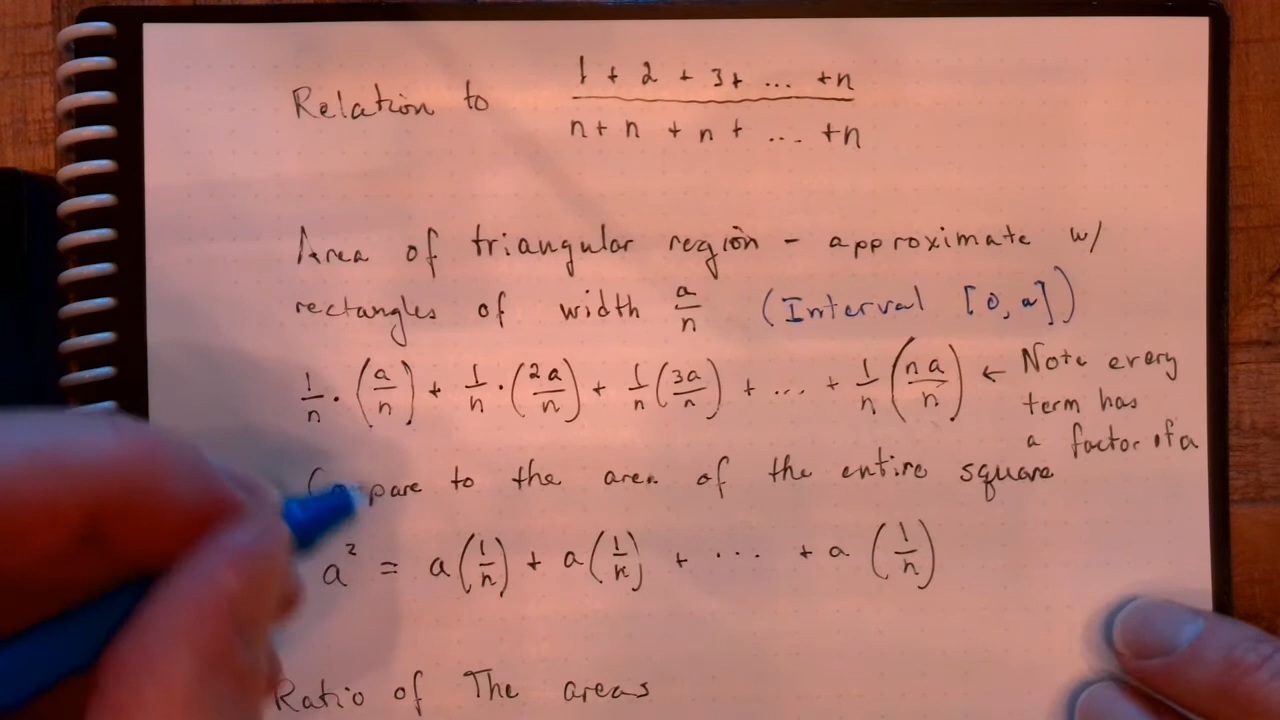 Relation to (1 + 2 + 3 + ... + n) / (n + n + n + ... + n)
Area of triangular region - approximate w/
rectangles of width a/n (Interval [0, a])
1/n · (a/n) + 1/n · (2a/n) + 1/n (3a/n) + ... + 1/n (na/n) ← Note every
term has
a factor of a
Compare to the area of the entire square
a² = a(1/n) + a(1/n) + ... + a(1/n)
Ratio of The areas